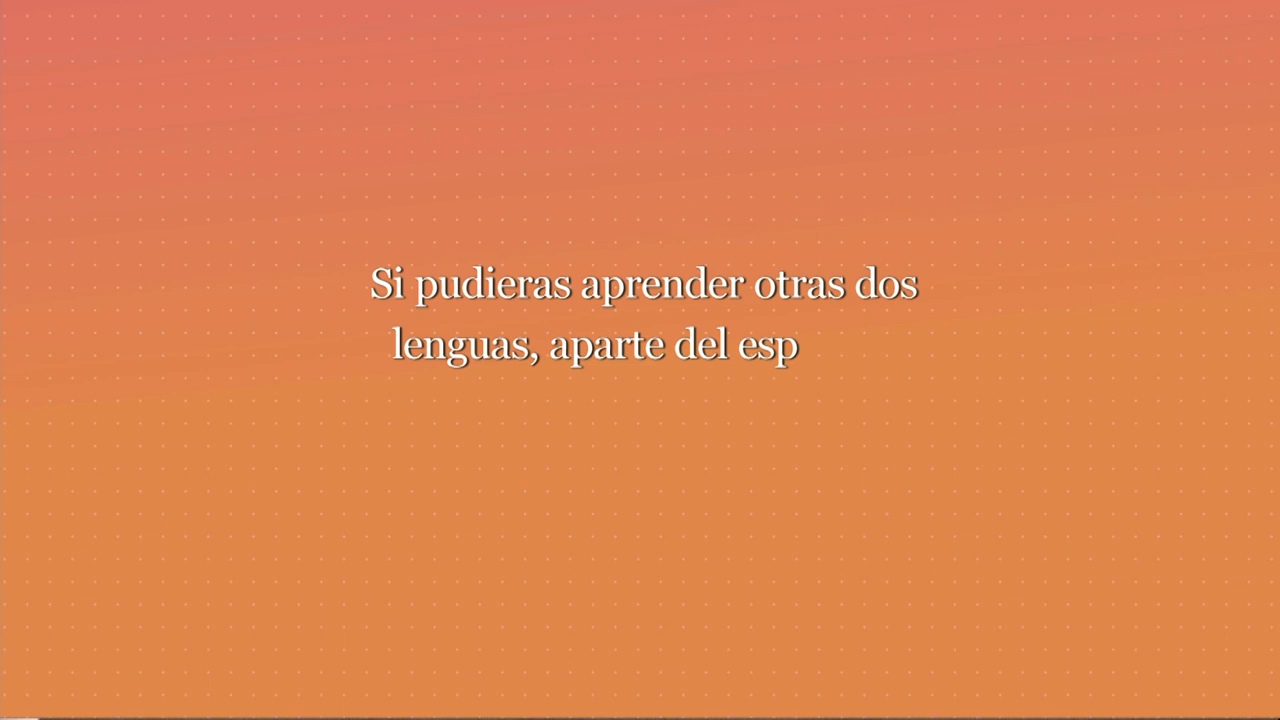 Si pudieras aprender otras dos
lenguas, aparte del esp